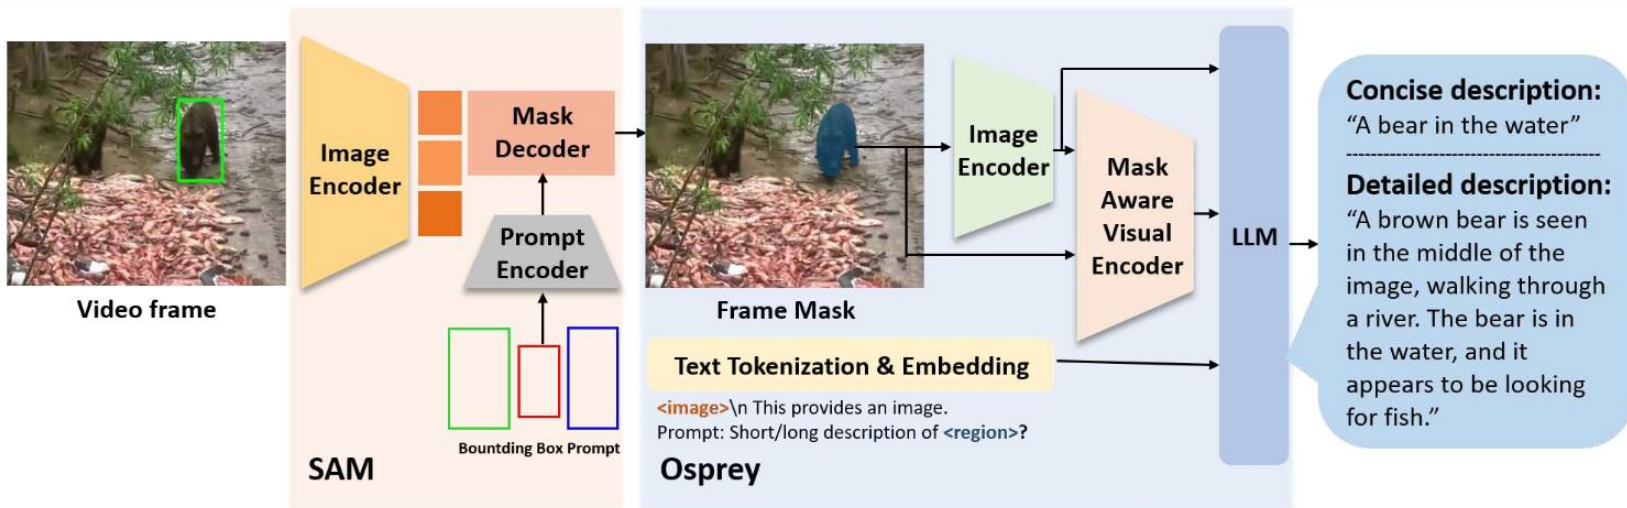 Video frame
Image
Encoder
Mask
Decoder
Prompt
Encoder
Bountding Box Prompt
SAM
Frame Mask
Image
Encoder
Mask
Aware
Visual
Encoder
Text Tokenization & Embedding
<image>\n This provides an image.
Prompt: Short/long description of <region>?
Osprey
LLM
Concise description:
“A bear in the water”
Detailed description:
“A brown bear is seen
in the middle of the
image, walking through
a river. The bear is in
the water, and it
appears to be looking
for fish.”